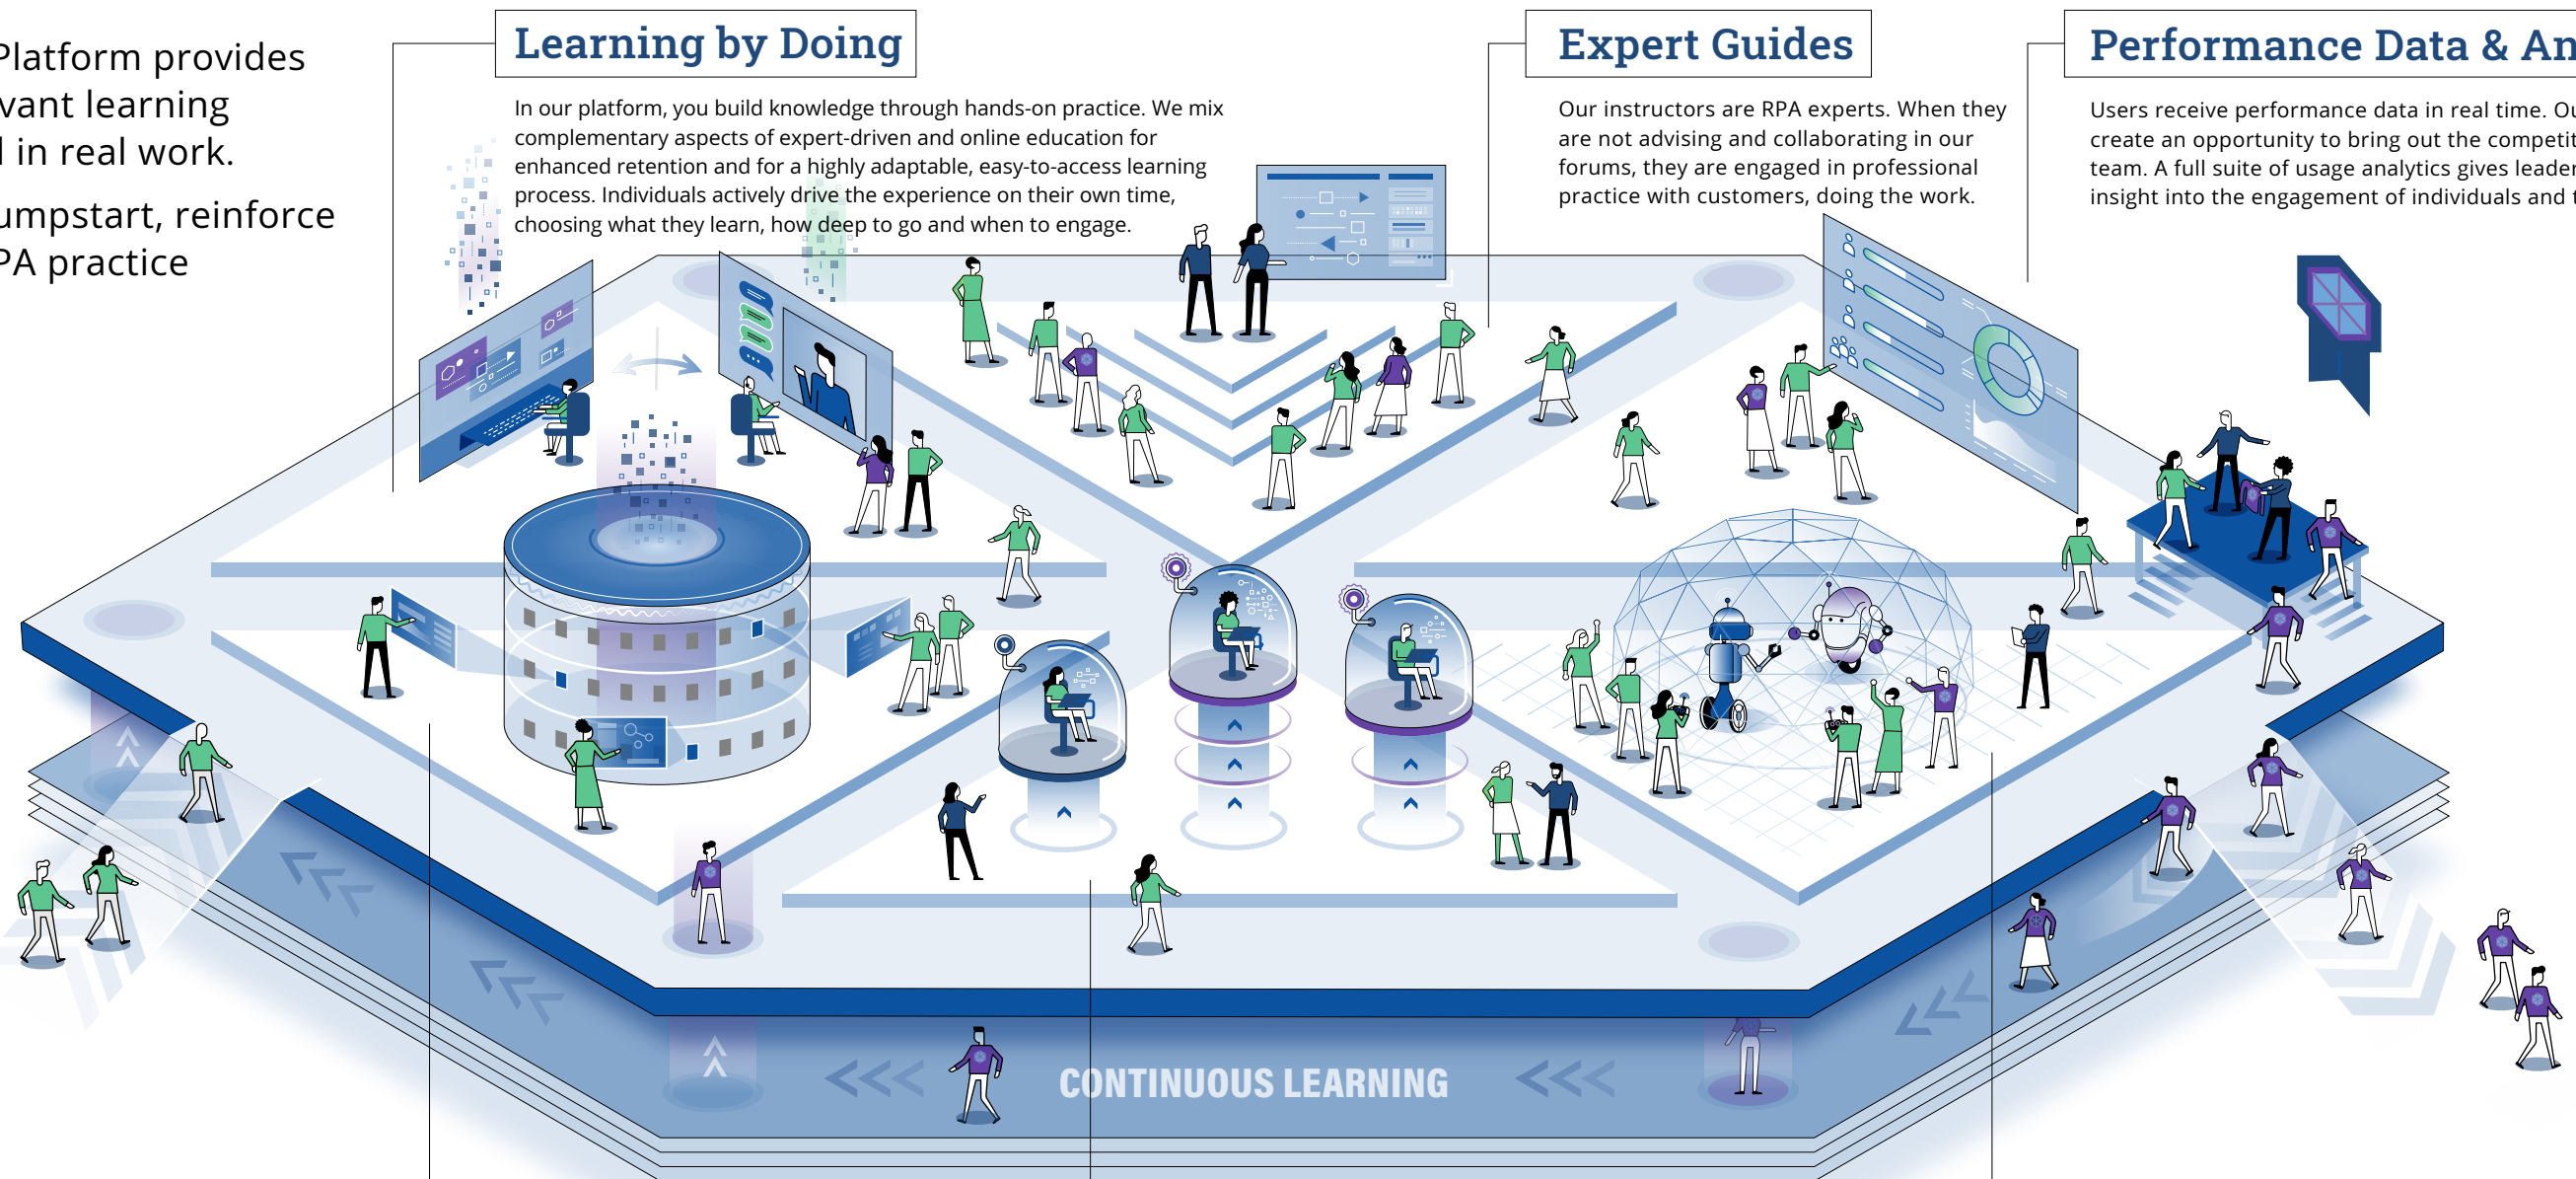 Platform provides
vant learning
in real work.
umpstart, reinforce
PA practice
Learning by Doing
In our platform, you build knowledge through hands-on practice. We mix
complementary aspects of expert-driven and online education for
enhanced retention and for a highly adaptable, easy-to-access learning
process. Individuals actively drive the experience on their own time,
choosing what they learn, how deep to go and when to engage.
Expert Guides
Our instructors are RPA experts. When they
are not advising and collaborating in our
forums, they are engaged in professional
practice with customers, doing the work.
Performance Data & An
Users receive performance data in real time. Ou
create an opportunity to bring out the competit
team. A full suite of usage analytics gives leader
insight into the engagement of individuals and t
CONTINUOUS LEARNING